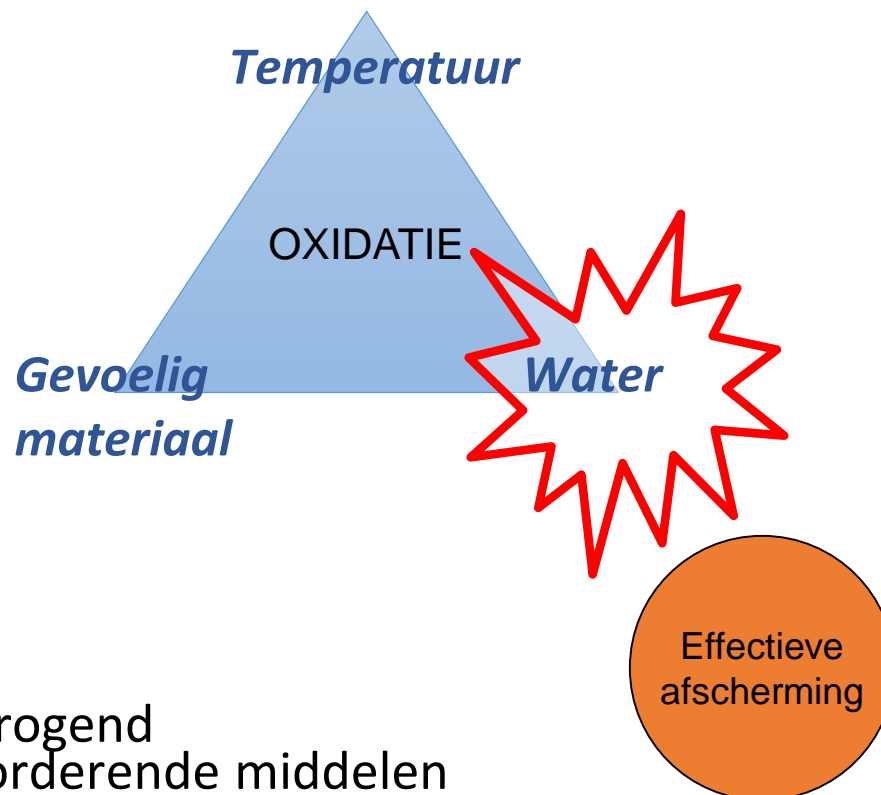 Temperatuur
OXIDATIE
Gevoelig
materiaal
Water
Effectieve
afscherming
rogend
orderende middelen